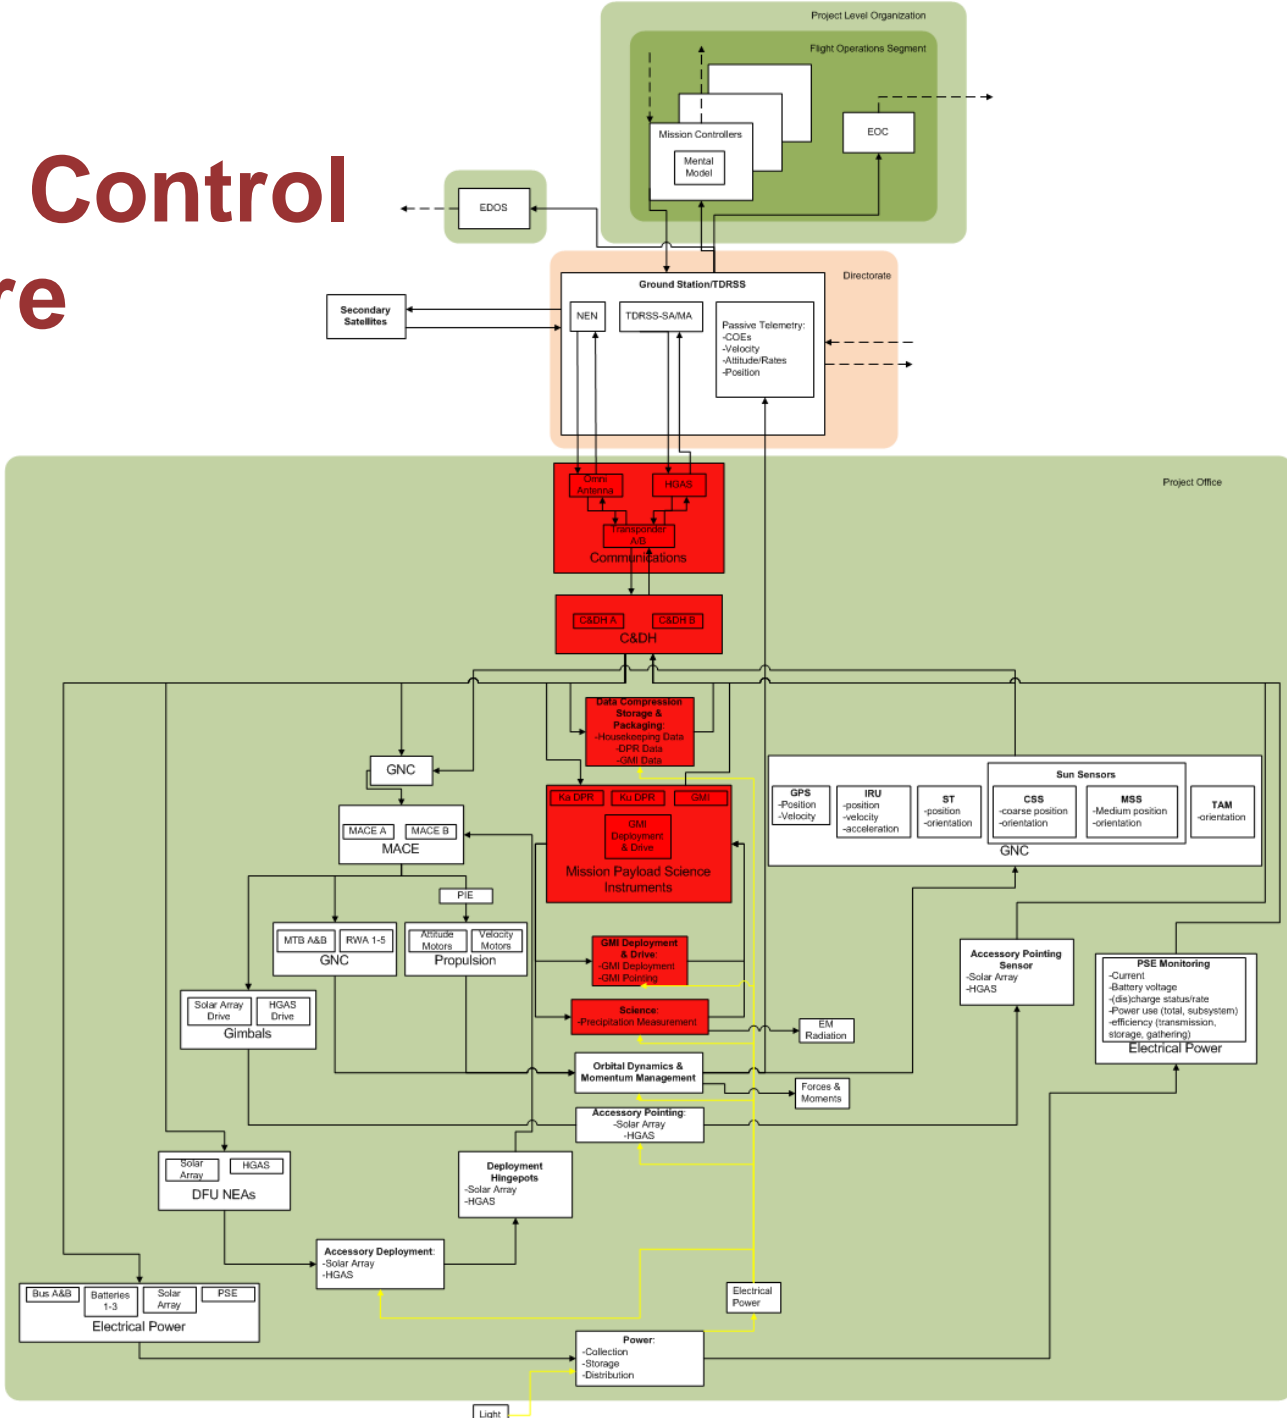 Project Level Organization
Flight Operations Segment
Mission Controllers
Mental
Model
EOC
Control
re
EDOS
Directorate
Ground Station/TDRSS
Secondary
Satellites
NEN
TDRSS-SA/MA
Passive Telemetry:
-COEs
-Velocity
-Attitude/Rates
-Position
Project Office
Omni
Antenna
HGAS
Transponder
A/B
Communications
C&DH A
C&DH B
C&DH
Data Compression
Storage &
Packaging:
-Housekeeping Data
-DPR Data
-GMI Data
GNC
MACE A
MACE B
MACE
Ka DPR
Ku DPR
GMI
GMI
Deployment
& Drive
Mission Payload Science
Instruments
Sun Sensors
GPS
-Position
-Velocity
IRU
-position
-velocity
-acceleration
ST
-position
-orientation
CSS
-coarse position
-orientation
MSS
-Medium position
-orientation
TAM
-orientation
GNC
PIE
MTB A&B
RWA 1-5
GNC
Attitude
Motors
Velocity
Motors
Propulsion
GMI Deployment
& Drive:
-GMI Deployment
-GMI Pointing
Accessory Pointing
Sensor
-Solar Array
-HGAS
PSE Monitoring
-Current
-Battery voltage
-(dis)charge status/rate
-Power use (total, subsystem)
-efficiency (transmission,
storage, gathering)
Electrical Power
Solar Array
Drive
HGAS
Drive
Gimbals
Science:
-Precipitation Measurement
EM
Radiation
Orbital Dynamics &
Momentum Management
Forces &
Moments
Accessory Pointing:
-Solar Array
-HGAS
Solar
Array
HGAS
DFU NEAs
Deployment
Hingepots
-Solar Array
-HGAS
Accessory Deployment:
-Solar Array
-HGAS
Bus A&B
Batteries
1-3
Solar
Array
PSE
Electrical Power
Electrical
Power
Power:
-Collection
-Storage
-Distribution
Light